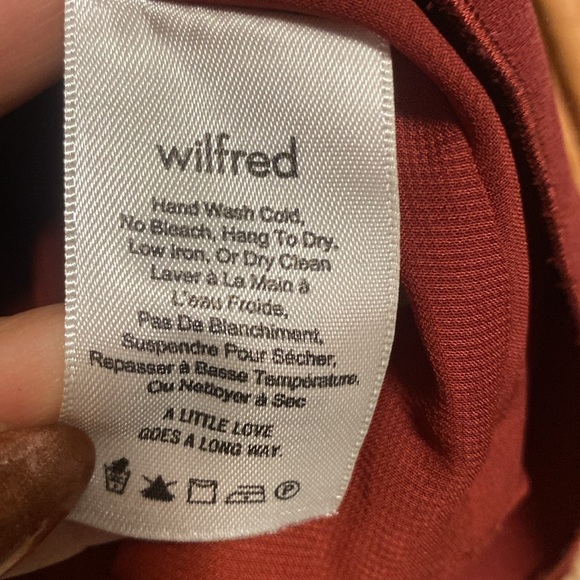 wilfred
Hand Wash Cold,
No Bleach, Hang To Dry,
Low Iron, Or Dry Clean
Laver à La Main à
L'eau Froide,
Pas De Blanchiment,
Suspendre Pour Sécher,
Repasser à Basse Température,
Ou Nettoyer à Sec
A LITTLE LOVE
GOES A LONG WAY.
P